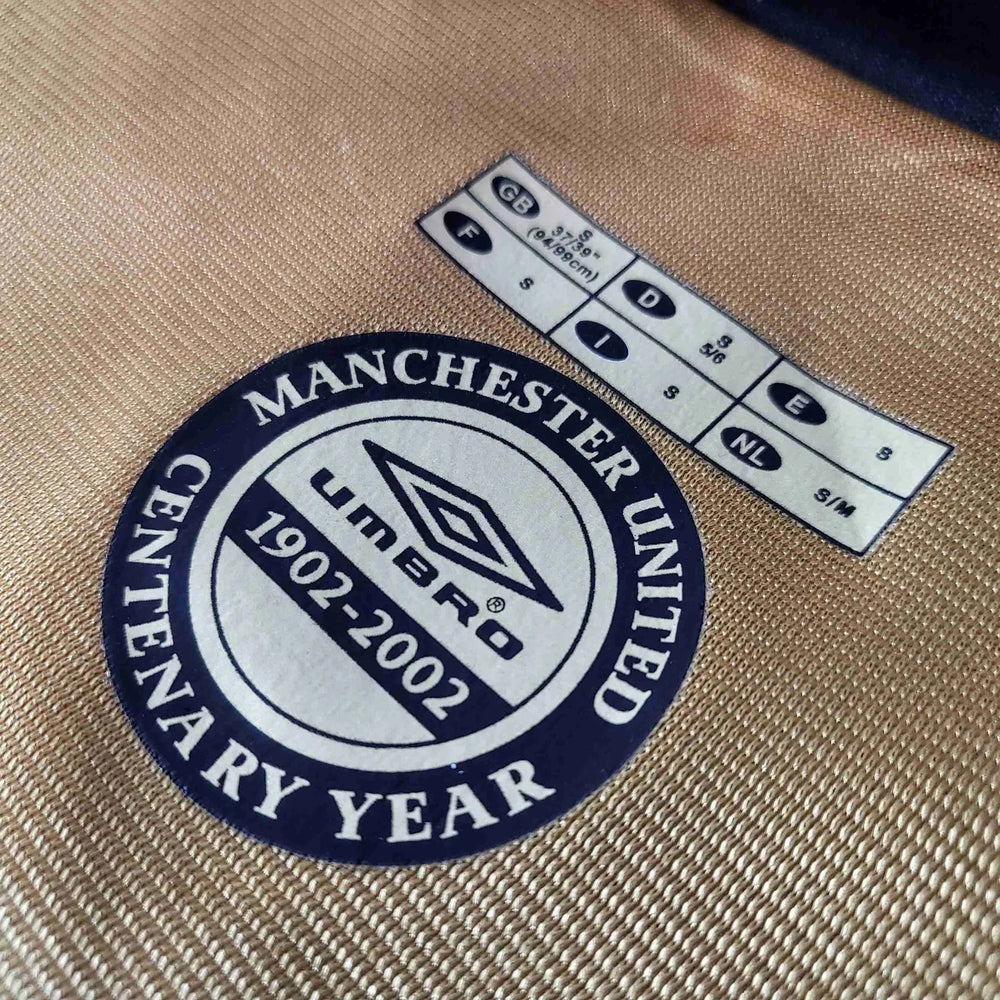 GB S
37/39"
(94/99cm)
F S
D S
5/6
I S
E S
NL S/M
MANCHESTER UNITED
UMBRO®
1902-2002
CENTENARY YEAR